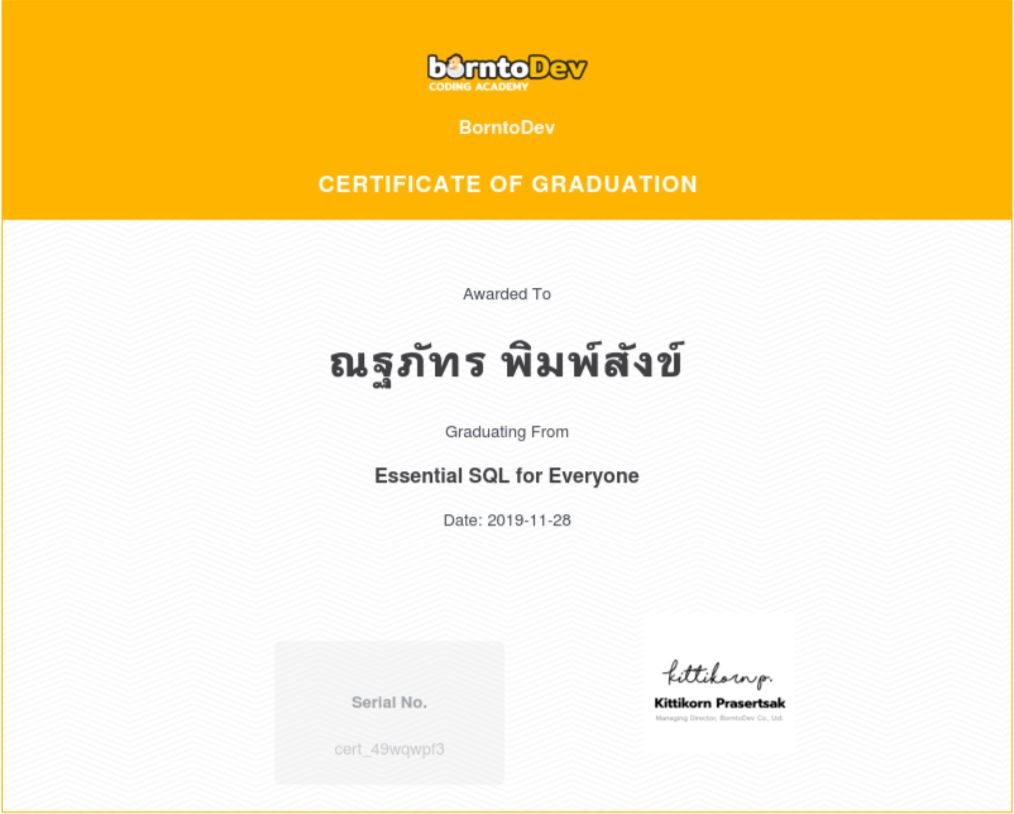 borntoDev
CODING ACADEMY
BorntoDev
CERTIFICATE OF GRADUATION
Awarded To
ณฐภัทร พิมพ์สังข์
Graduating From
Essential SQL for Everyone
Date: 2019-11-28
Serial No.
cert_49wqwpf3
kittikorn p.
Kittikorn Prasertsak
Managing Director, BorntoDev Co., Ltd.